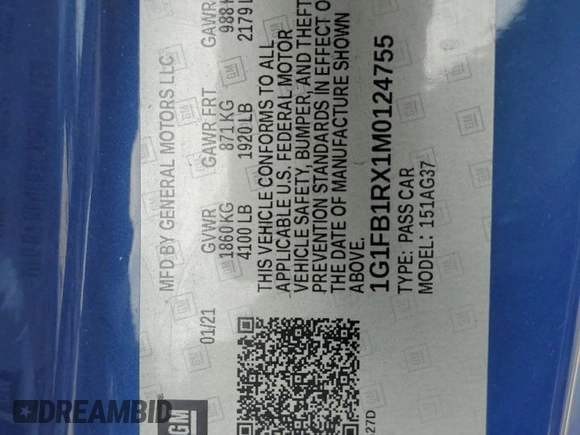 MFD BY GENERAL MOTORS LLC
01/21 GVWR GAWR FRT GAWR
1860 KG 871 KG 988
4100 LB 1920 LB 2179
THIS VEHICLE CONFORMS TO ALL
APPLICABLE U.S. FEDERAL MOTOR
VEHICLE SAFETY, BUMPER, AND THEFT
PREVENTION STANDARDS IN EFFECT O
THE DATE OF MANUFACTURE SHOWN
ABOVE.
1G1FB1RX1M0124755
TYPE: PASS CAR
MODEL: 151AG37
GM
27D
DREAMBID